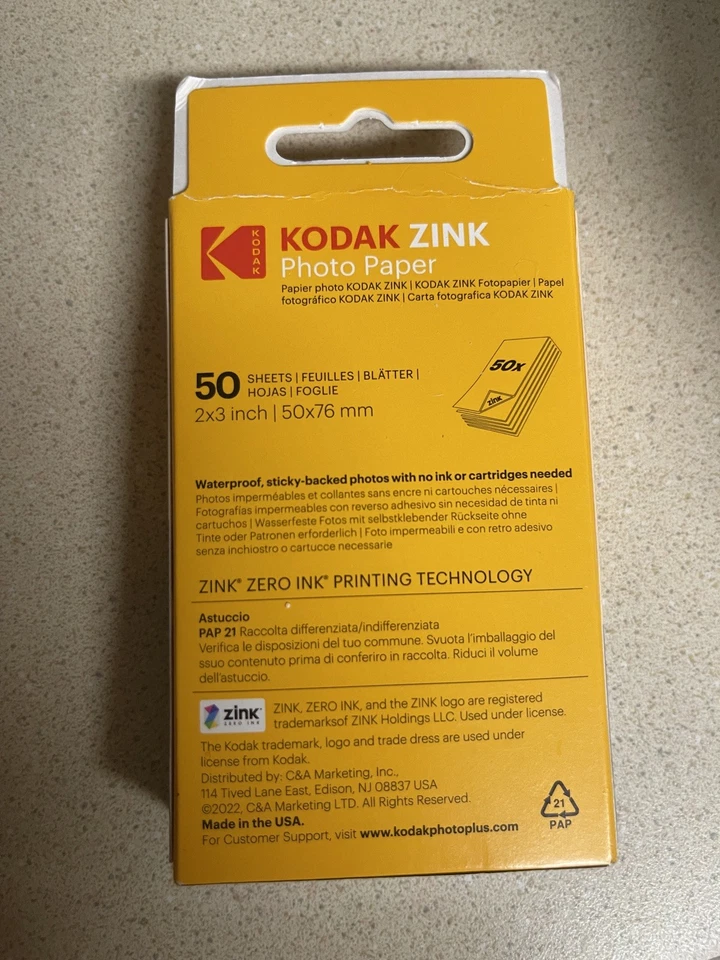 KODAK
KODAK ZINK
Photo Paper
Papier photo KODAK ZINK | KODAK ZINK Fotopapier | Papel
fotográfico KODAK ZINK | Carta fotografica KODAK ZINK
50 SHEETS | FEUILLES | BLÄTTER |
HOJAS | FOGLIE
2x3 inch | 50x76 mm
50x
zink
Waterproof, sticky-backed photos with no ink or cartridges needed
Photos imperméables et collantes sans encre ni cartouches nécessaires |
Fotografías impermeables con reverso adhesivo sin necesidad de tinta ni
cartuchos | Wasserfeste Fotos mit selbstklebender Rückseite ohne
Tinte oder Patronen erforderlich | Foto impermeabili e con retro adesivo
senza inchiostro o cartucce necessarie
ZINK® ZERO INK® PRINTING TECHNOLOGY
Astuccio
PAP 21 Raccolta differenziata/indifferenziata
Verifica le disposizioni del tuo commune. Svuota l'imballaggio del
ssuo contenuto prima di conferiro in raccolta. Riduci il volume
dell'astuccio.
zink™
ZERO INK
ZINK, ZERO INK, and the ZINK logo are registered
trademarksof ZINK Holdings LLC. Used under license.
The Kodak trademark, logo and trade dress are used under
license from Kodak.
Distributed by: C&A Marketing, Inc.,
114 Tived Lane East, Edison, NJ 08837 USA
©2022, C&A Marketing LTD. All Rights Reserved.
Made in the USA.
For Customer Support, visit www.kodakphotoplus.com
21
PAP